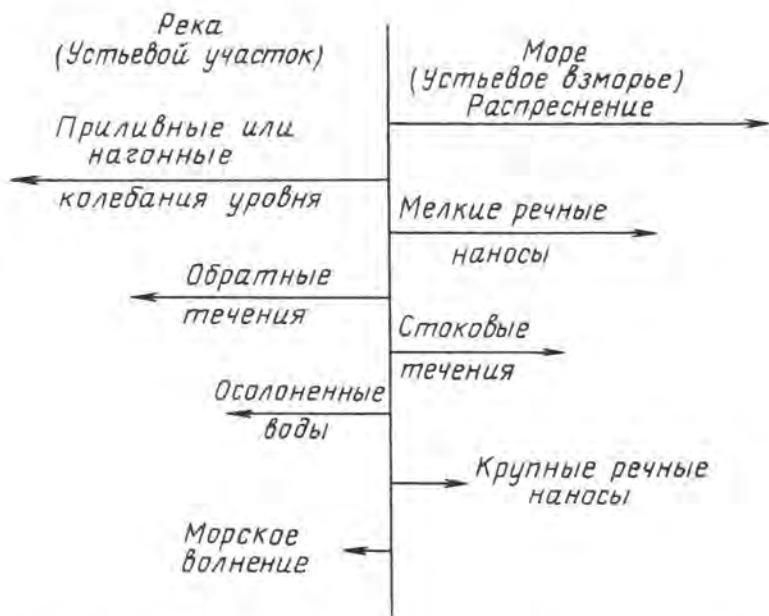 Река
(Устьевой участок)
Море
(Устьевое взморье)
Распреснение
Приливные или
нагонные
колебания уровня
Мелкие речные
наносы
Обратные
течения
Стоковые
течения
Осолоненные
воды
Крупные речные
наносы
Морское
волнение